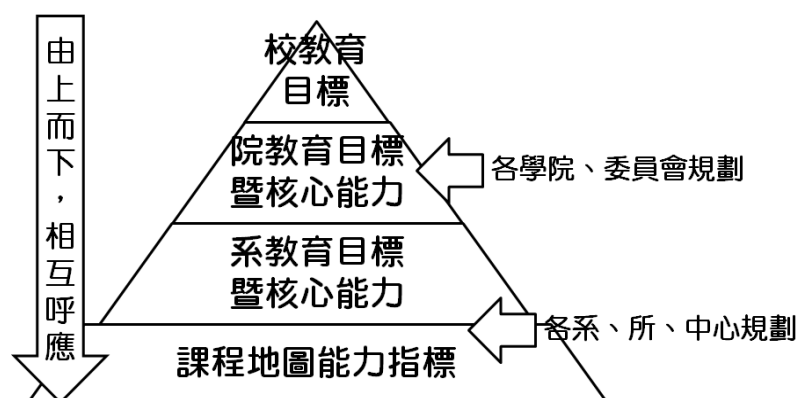 由上而下，相互呼應
校教育
目標
院教育目標
暨核心能力
各學院、委員會規劃
系教育目標
暨核心能力
各系、所、中心規劃
課程地圖能力指標